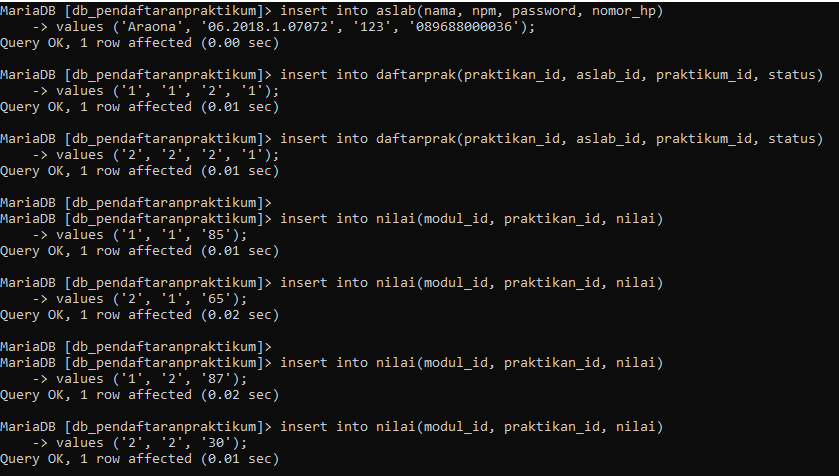 MariaDB [db_pendaftaranpraktikum]> insert into aslab(nama, npm, password, nomor_hp)
    -> values ('Araona', '06.2018.1.07072', '123', '089688000036');
Query OK, 1 row affected (0.00 sec)
MariaDB [db_pendaftaranpraktikum]> insert into daftarprak(praktikan_id, aslab_id, praktikum_id, status)
    -> values ('1', '1', '2', '1');
Query OK, 1 row affected (0.01 sec)
MariaDB [db_pendaftaranpraktikum]> insert into daftarprak(praktikan_id, aslab_id, praktikum_id, status)
    -> values ('2', '2', '2', '1');
Query OK, 1 row affected (0.01 sec)
MariaDB [db_pendaftaranpraktikum]>
MariaDB [db_pendaftaranpraktikum]> insert into nilai(modul_id, praktikan_id, nilai)
    -> values ('1', '1', '85');
Query OK, 1 row affected (0.01 sec)
MariaDB [db_pendaftaranpraktikum]> insert into nilai(modul_id, praktikan_id, nilai)
    -> values ('2', '1', '65');
Query OK, 1 row affected (0.02 sec)
MariaDB [db_pendaftaranpraktikum]>
MariaDB [db_pendaftaranpraktikum]> insert into nilai(modul_id, praktikan_id, nilai)
    -> values ('1', '2', '87');
Query OK, 1 row affected (0.02 sec)
MariaDB [db_pendaftaranpraktikum]> insert into nilai(modul_id, praktikan_id, nilai)
    -> values ('2', '2', '30');
Query OK, 1 row affected (0.01 sec)